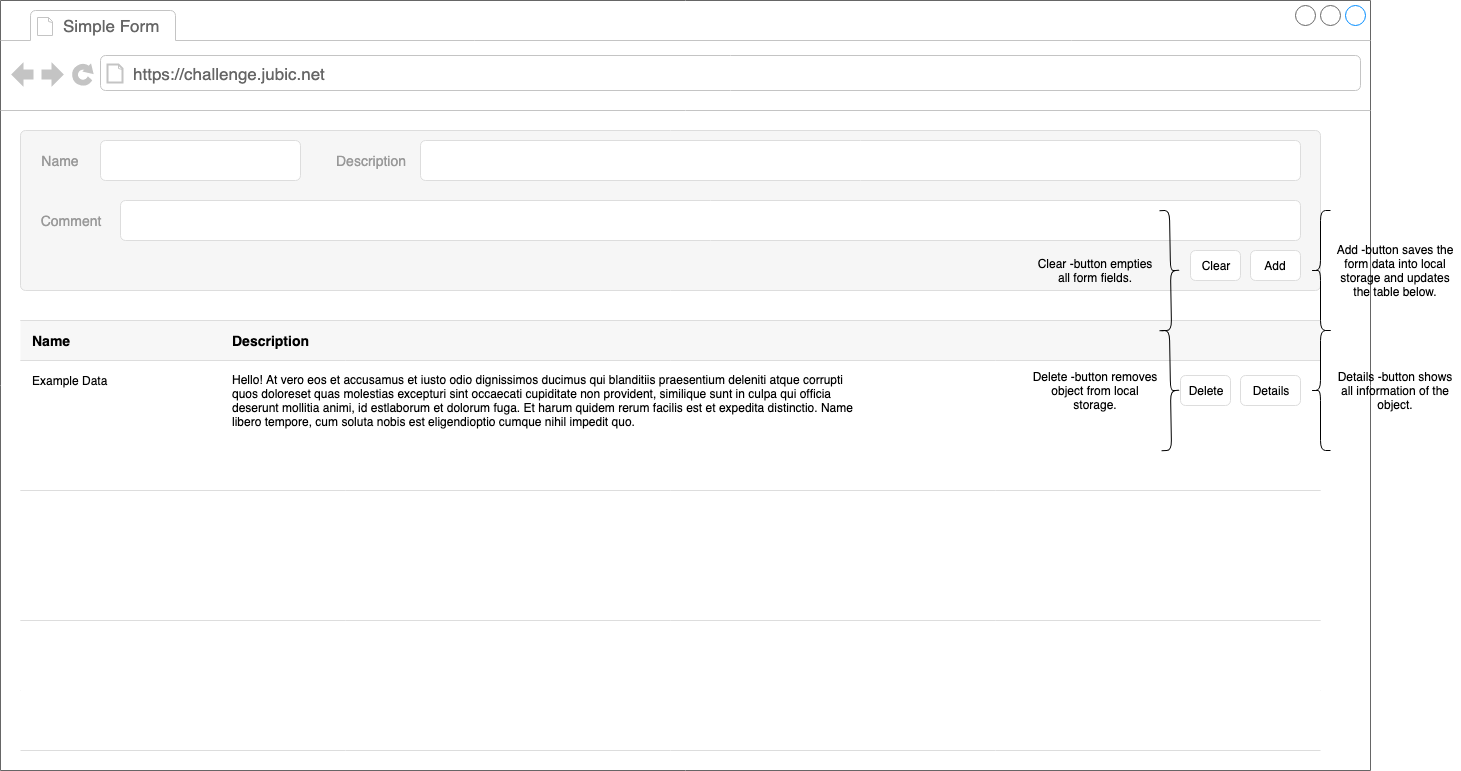 Simple Form
https://challenge.jubic.net
Name
Description
Comment
Clear -button empties
all form fields.
Clear
Add
Add -button saves the
form data into local
storage and updates
the table below.
Name
Description
Example Data
Hello! At vero eos et accusamus et iusto odio dignissimos ducimus qui blanditiis praesentium deleniti atque corrupti
quos doloreset quas molestias excepturi sint occaecati cupiditate non provident, similique sunt in culpa qui officia
deserunt mollitia animi, id estlaborum et dolorum fuga. Et harum quidem rerum facilis est et expedita distinctio. Name
libero tempore, cum soluta nobis est eligendioptio cumque nihil impedit quo.
Delete -button removes
object from local
storage.
Delete
Details
Details -button shows
all information of the
object.